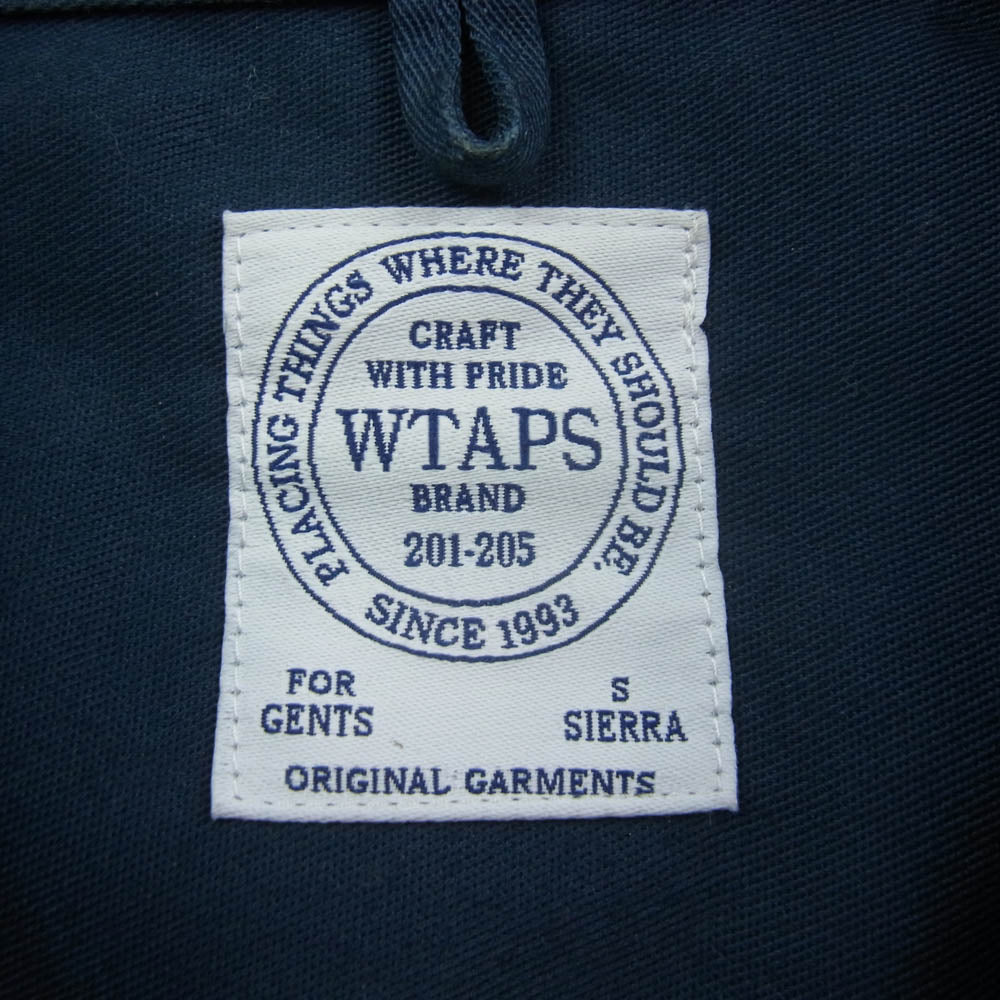 PLACING THINGS WHERE THEY SHOULD BE.
CRAFT
WITH PRIDE
WTAPS
BRAND
201-205
SINCE 1993
FOR
GENTS
S
SIERRA
ORIGINAL GARMENTS